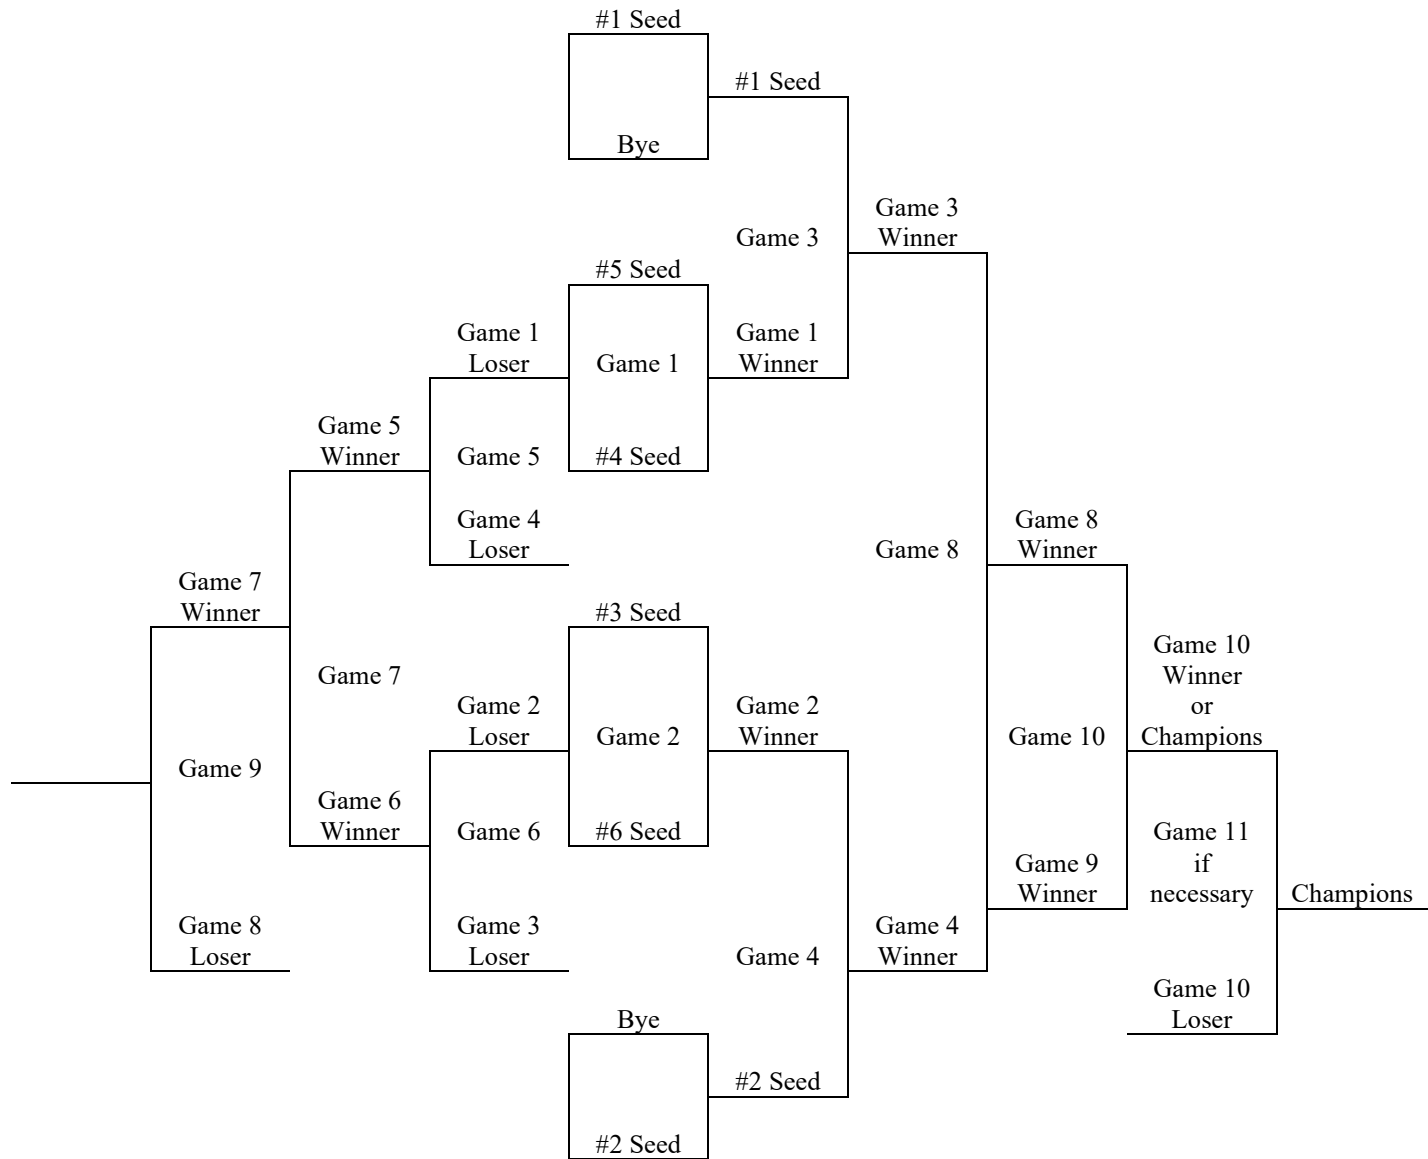 #1 Seed
#1 Seed
Bye
Game 3
Winner
Game 3
#5 Seed
Game 1
Loser
Game 1
Game 1
Winner
Game 5
Winner
Game 5
#4 Seed
Game 4
Loser
Game 8
Game 8
Winner
Game 7
Winner
#3 Seed
Game 10
Winner
or
Champions
Game 7
Game 2
Loser
Game 2
Game 2
Winner
Game 10
Game 9
Game 6
Winner
Game 6
#6 Seed
Game 11
if
necessary
Game 9
Winner
Champions
Game 8
Loser
Game 3
Loser
Game 4
Game 4
Winner
Game 10
Loser
Bye
#2 Seed
#2 Seed